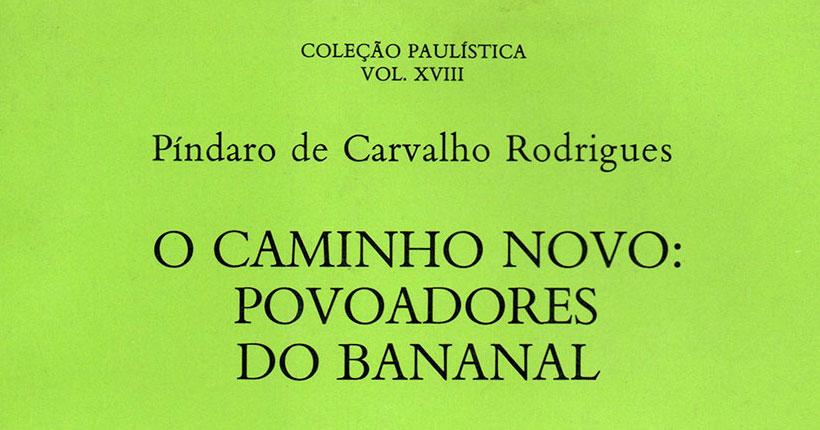 COLEÇÃO PAULÍSTICA
VOL. XVIII
Píndaro de Carvalho Rodrigues
O CAMINHO NOVO:
POVOADORES
DO BANANAL